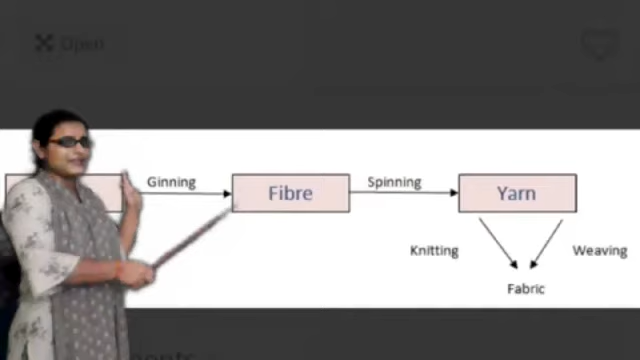 Open
Ginning
Fibre
Spinning
Yarn
Knitting
Weaving
Fabric